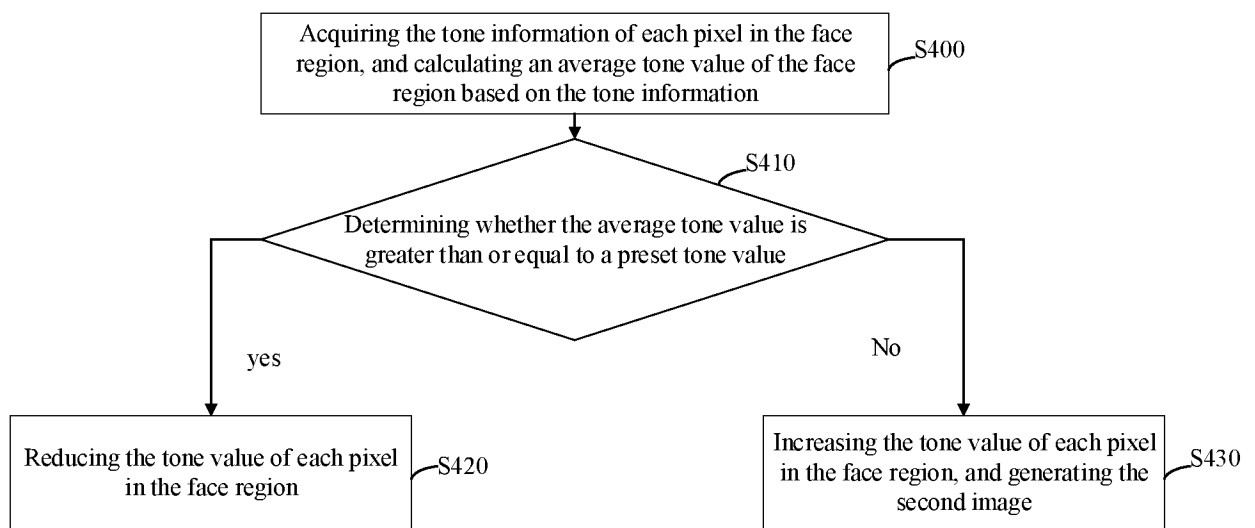 Acquiring the tone information of each pixel in the face
region, and calculating an average tone value of the face
region based on the tone information
S400
S410
Determining whether the average tone value is
greater than or equal to a preset tone value
yes
No
Reducing the tone value of each pixel
in the face region
S420
Increasing the tone value of each pixel
in the face region, and generating the
second image
S430